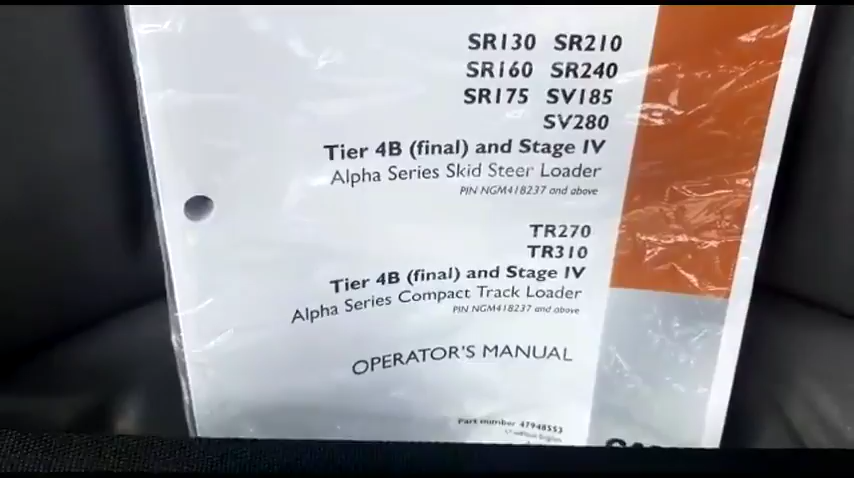 SR130 SR210
SR160 SR240
SR175 SV185
SV280
Tier 4B (final) and Stage IV
Alpha Series Skid Steer Loader
PIN NGM418237 and above
TR270
TR310
Tier 4B (final) and Stage IV
Alpha Series Compact Track Loader
PIN NGM418237 and above
OPERATOR'S MANUAL
Part number 47948553